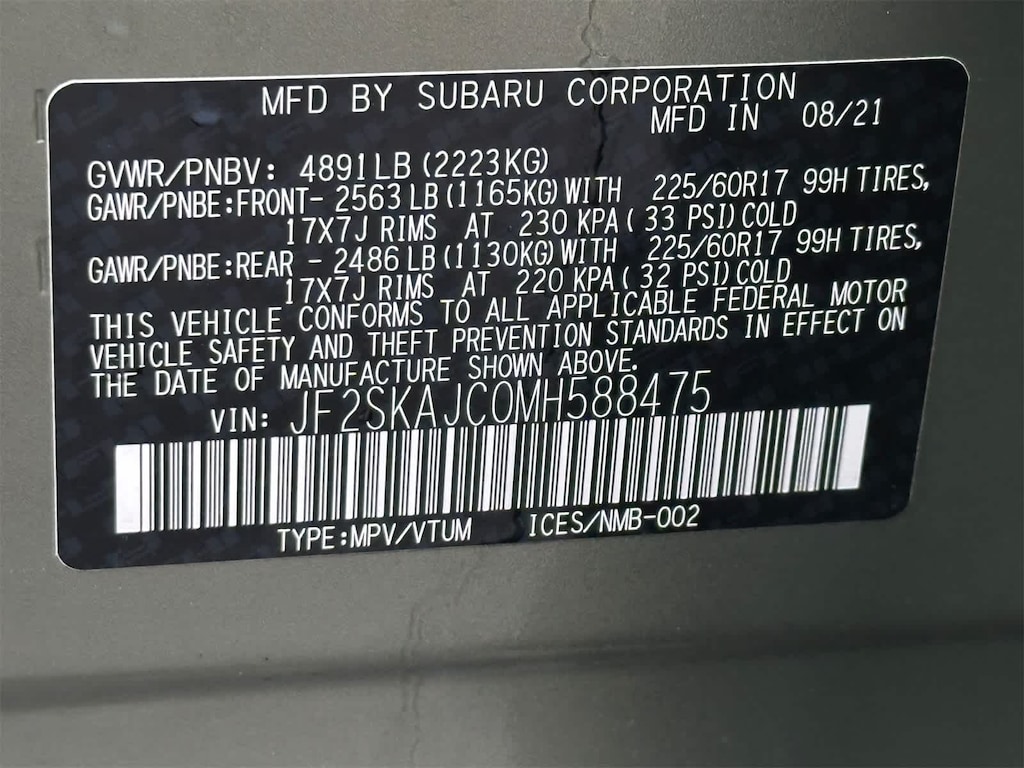 MFD BY SUBARU CORPORATION
MFD IN 08/21
GVWR/PNBV: 4891LB (2223KG)
GAWR/PNBE:FRONT- 2563LB (1165KG) WITH 225/60R17 99H TIRES,
17X7J RIMS AT 230 KPA ( 33 PSI) COLD
GAWR/PNBE:REAR - 2486LB (1130KG) WITH 225/60R17 99H TIRES,
17X7J RIMS AT 220 KPA ( 32 PSI) COLD
THIS VEHICLE CONFORMS TO ALL APPLICABLE FEDERAL MOTOR
VEHICLE SAFETY AND THEFT PREVENTION STANDARDS IN EFFECT ON
THE DATE OF MANUFACTURE SHOWN ABOVE.
VIN: JF2SKAJC0MH588475
TYPE:MPV/VTUM ICES/NMB-002